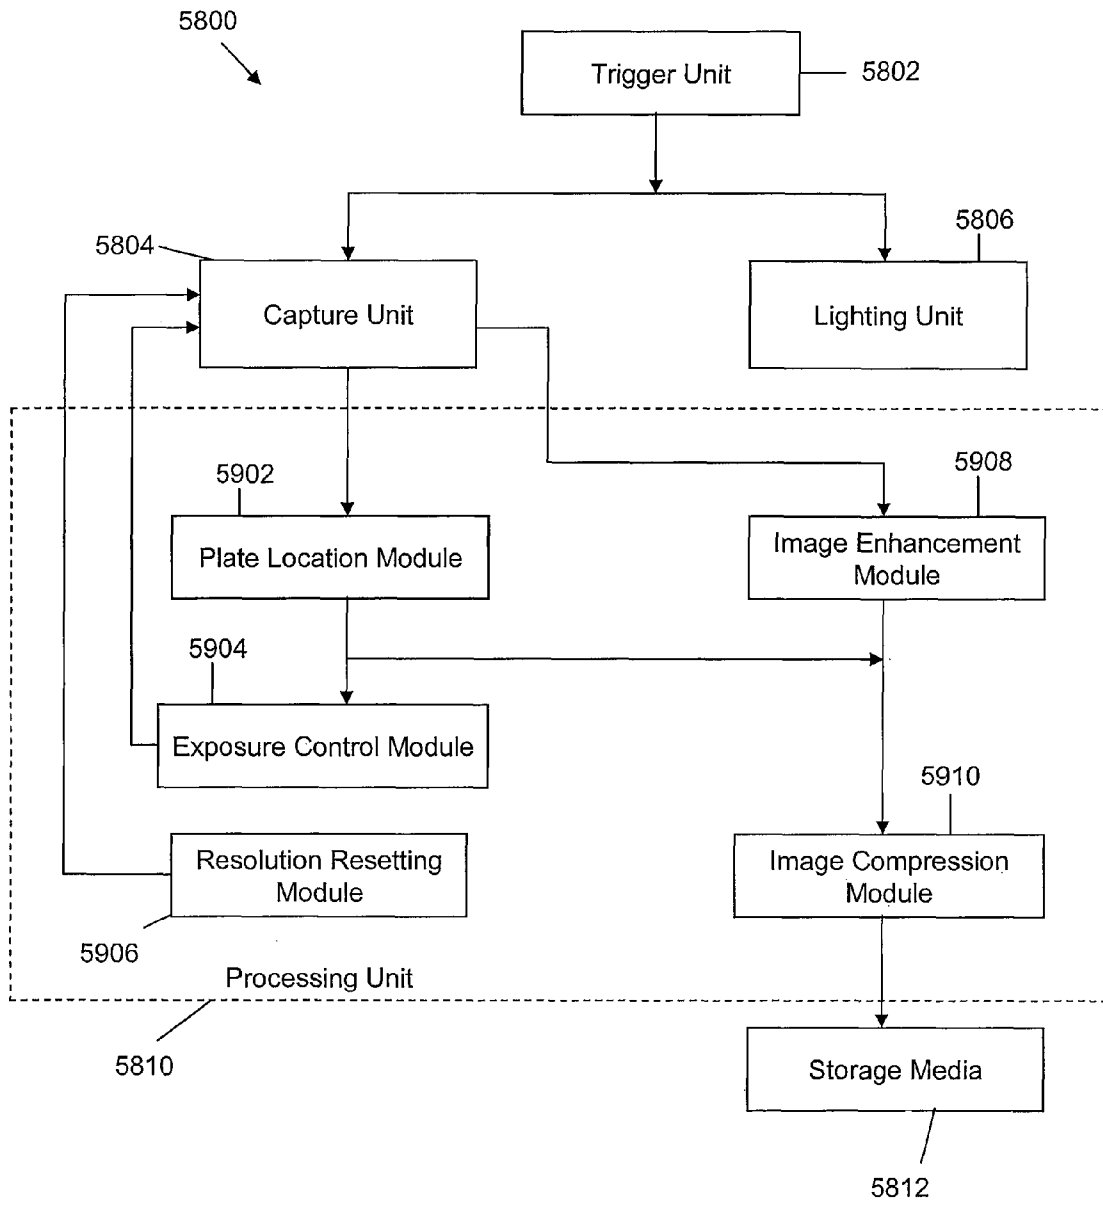 5800
Trigger Unit
5802
5804
5806
Capture Unit
Lighting Unit
5902
5908
Plate Location Module
Image Enhancement
Module
5904
Exposure Control Module
5910
Resolution Resetting
Module
Image Compression
Module
5906
Processing Unit
5810
Storage Media
5812